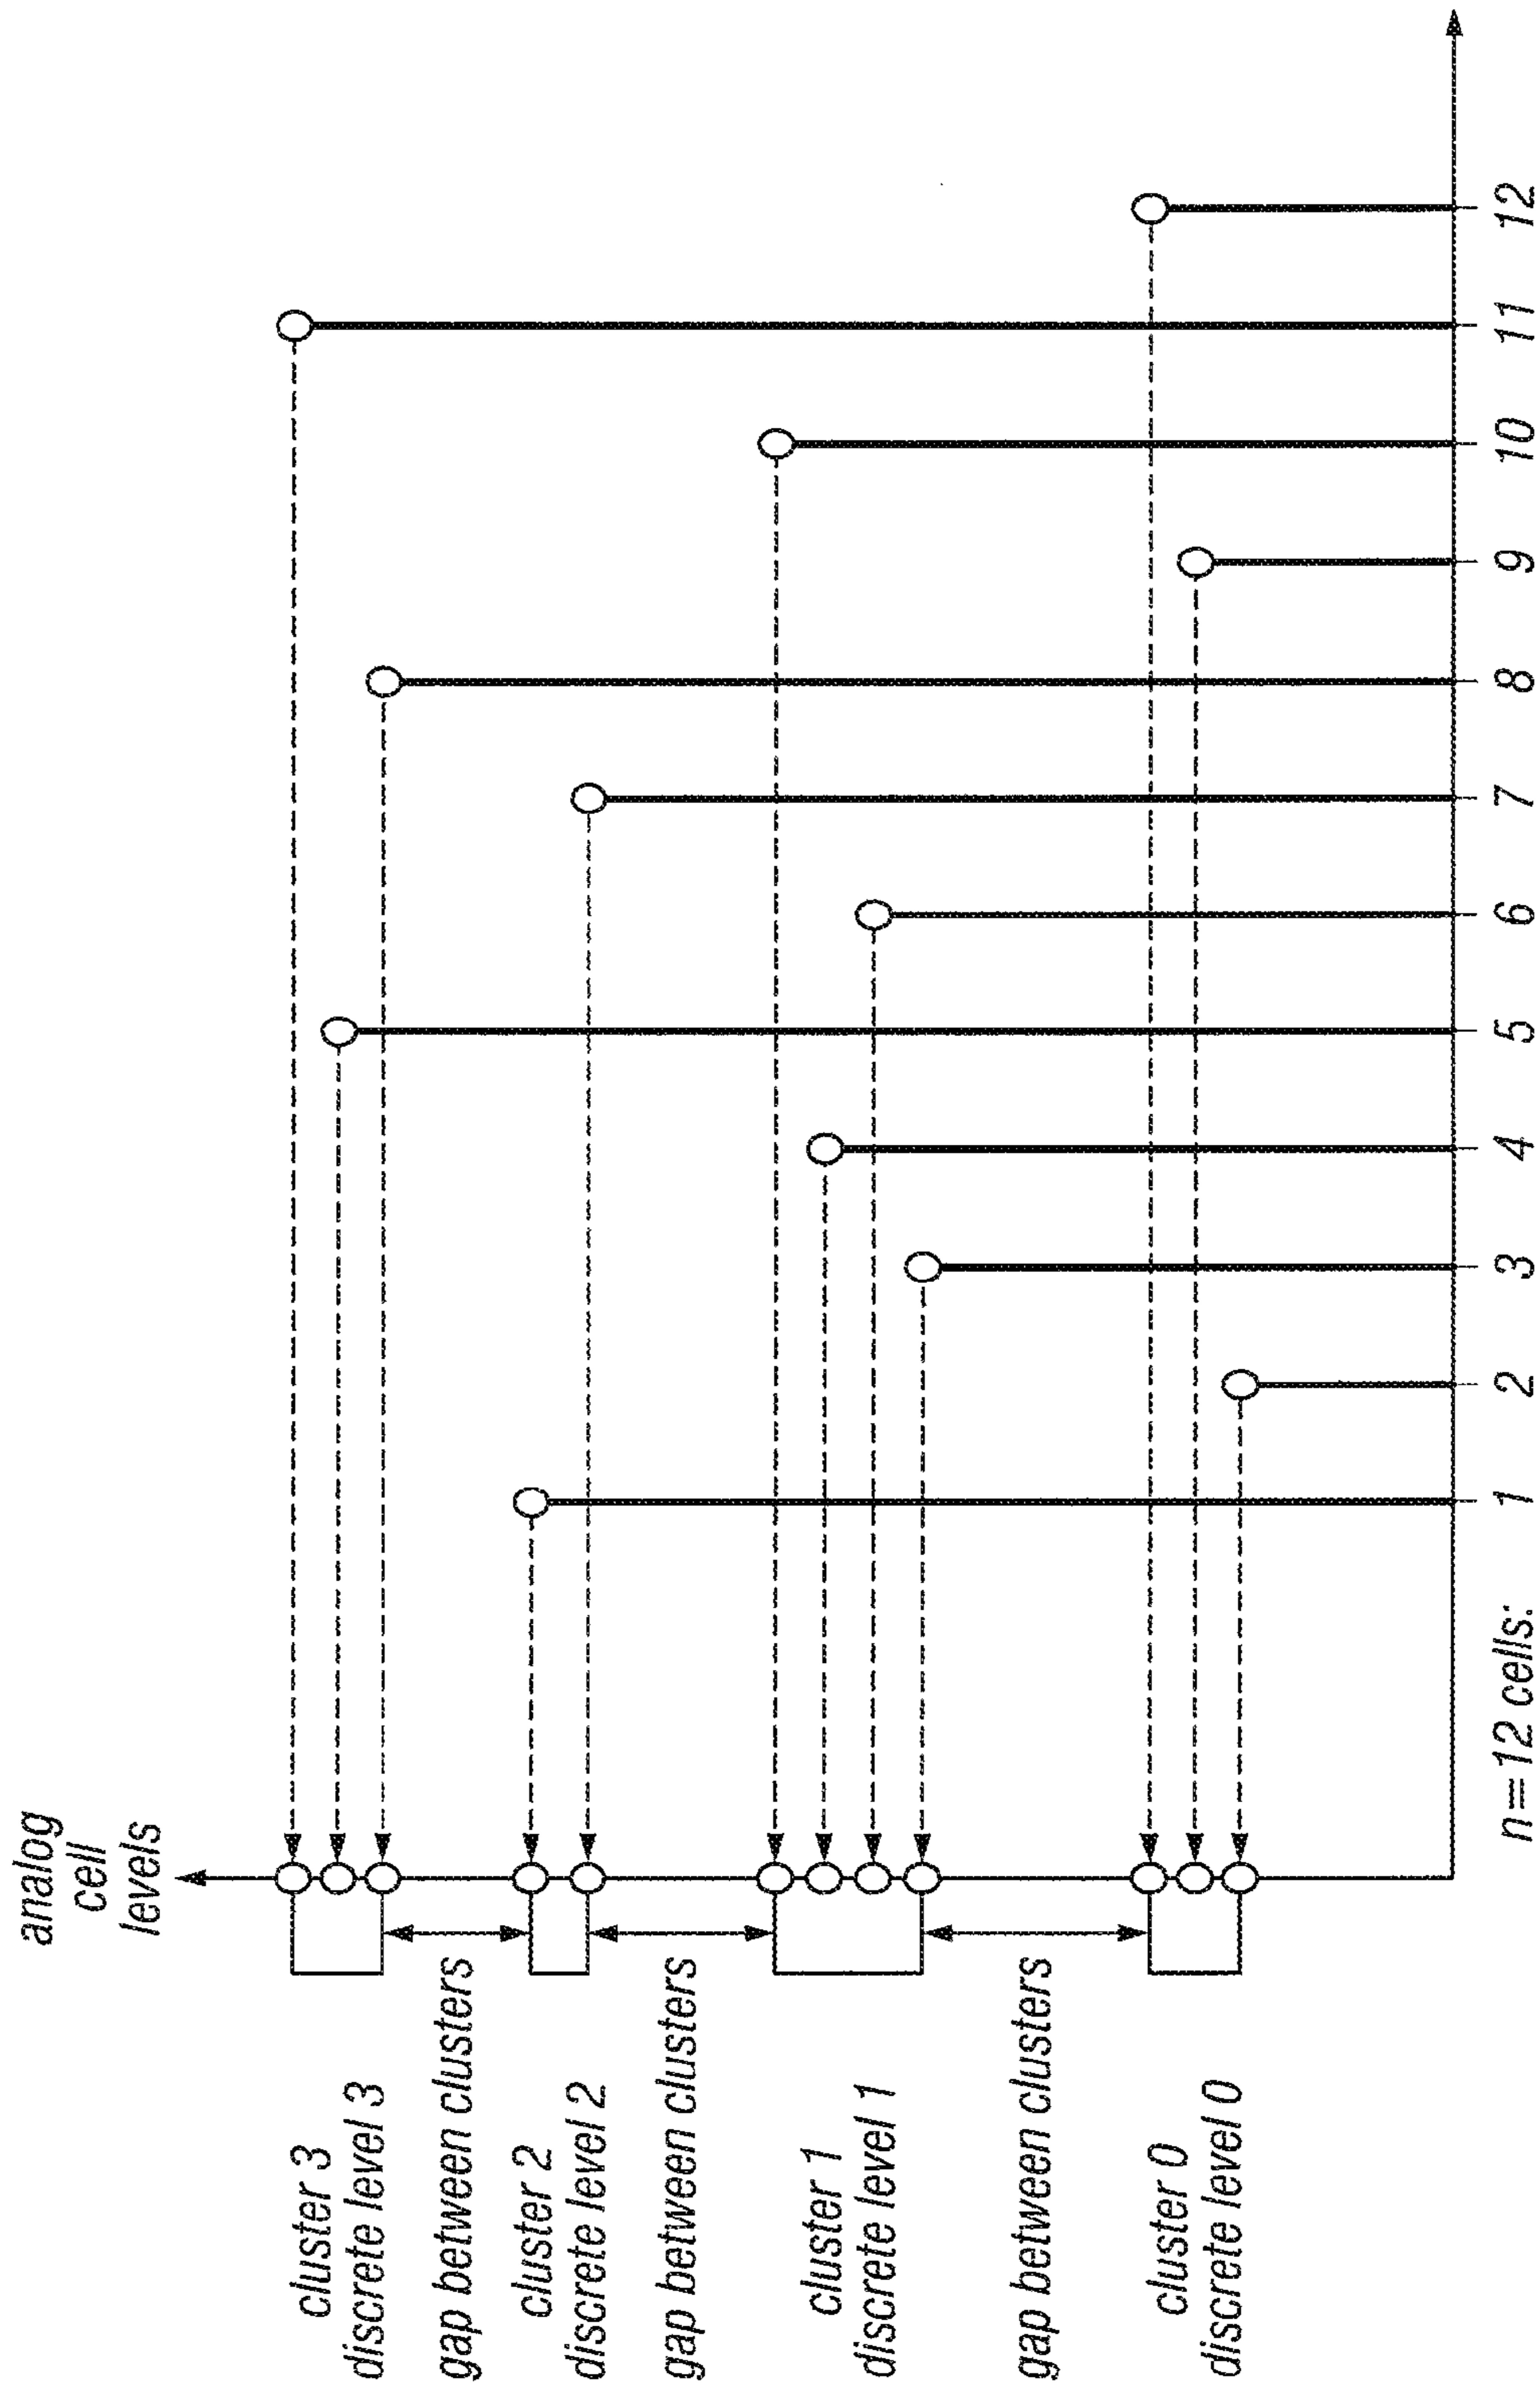 analog
cell
levels
cluster 3
discrete level 3
gap between clusters
cluster 2
discrete level 2
gap between clusters
cluster 1
discrete level 1
gap between clusters
cluster 0
discrete level 0
n=12 cells: 1 2 3 4 5 6 7 8 9 10 11 12